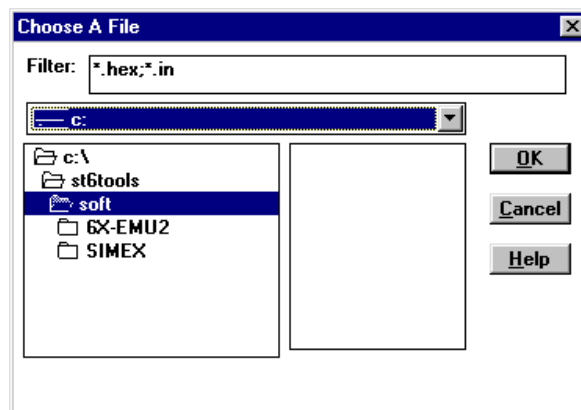 Choose A File
Filter: *.hex;*.in
c:
c:\
st6tools
soft
6X-EMU2
SIMEX
OK
Cancel
Help